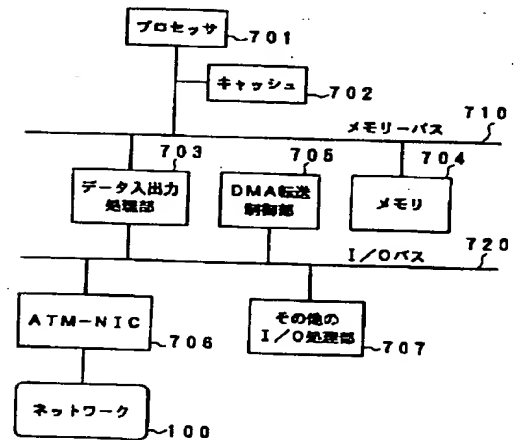 プロセッサ
701
キャッシュ
702
メモリーバス
710
703
705
704
データ入出力
処理部
DMA転送
制御部
メモリ
I/Oバス
720
ATM-NIC
706
その他の
I/O処理部
707
ネットワーク
100